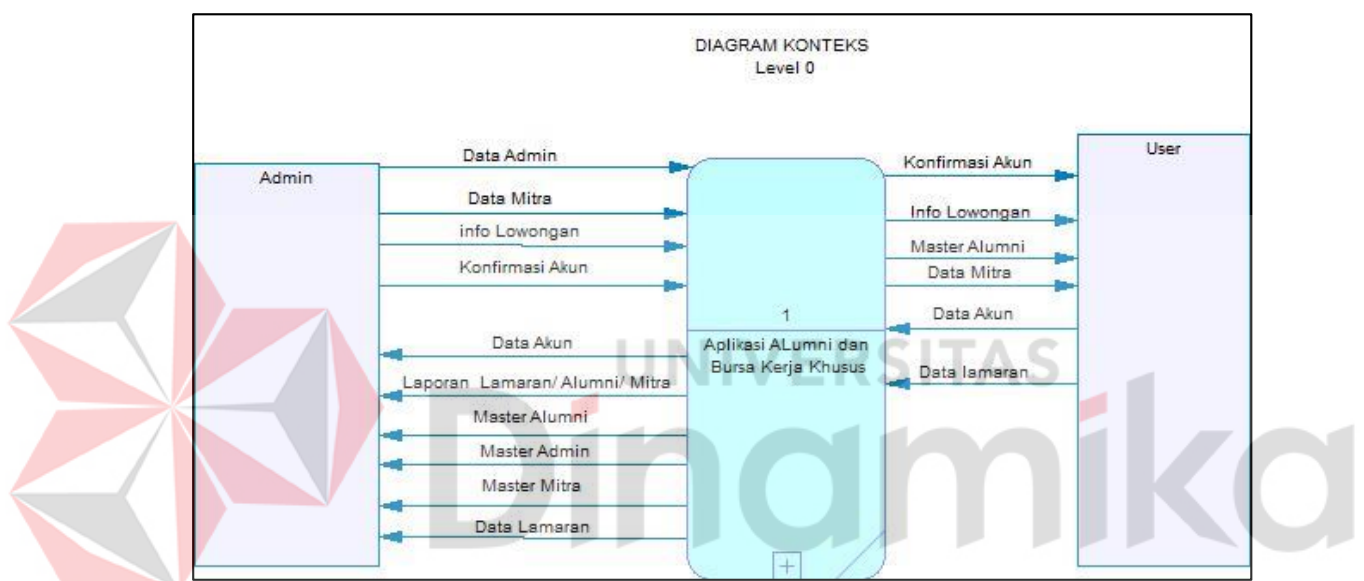 DIAGRAM KONTEKS
Level 0
Admin
Data Admin
Data Mitra
info Lowongan
Konfirmasi Akun
Data Akun
Laporan Lamaran/ Alumni/ Mitra
Master Alumni
Master Admin
Master Mitra
Data Lamaran
1
Aplikasi ALumni dan
Bursa Kerja Khusus
Konfirmasi Akun
Info Lowongan
Master Alumni
Data Mitra
Data Akun
Data lamaran
User
UNIVERSITAS
Dinamika